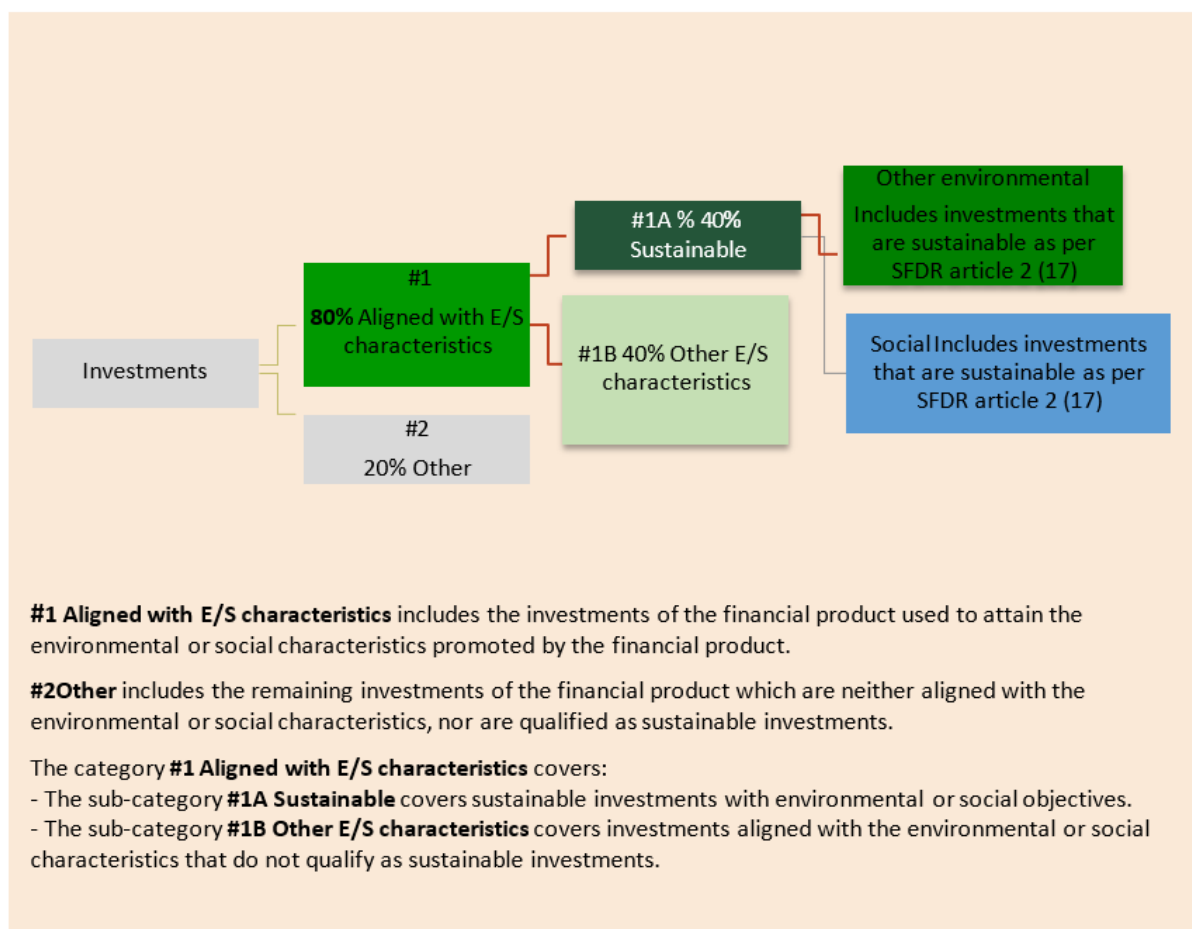 Investments
#1
80% Aligned with E/S
characteristics
#2
20% Other
#1A % 40%
Sustainable
#1B 40% Other E/S
characteristics
Other environmental
Includes investments that
are sustainable as per
SFDR article 2 (17)
Social Includes investments
that are sustainable as per
SFDR article 2 (17)
#1 Aligned with E/S characteristics includes the investments of the financial product used to attain the
environmental or social characteristics promoted by the financial product.
#2Other includes the remaining investments of the financial product which are neither aligned with the
environmental or social characteristics, nor are qualified as sustainable investments.
The category #1 Aligned with E/S characteristics covers:
- The sub-category #1A Sustainable covers sustainable investments with environmental or social objectives.
- The sub-category #1B Other E/S characteristics covers investments aligned with the environmental or social
characteristics that do not qualify as sustainable investments.